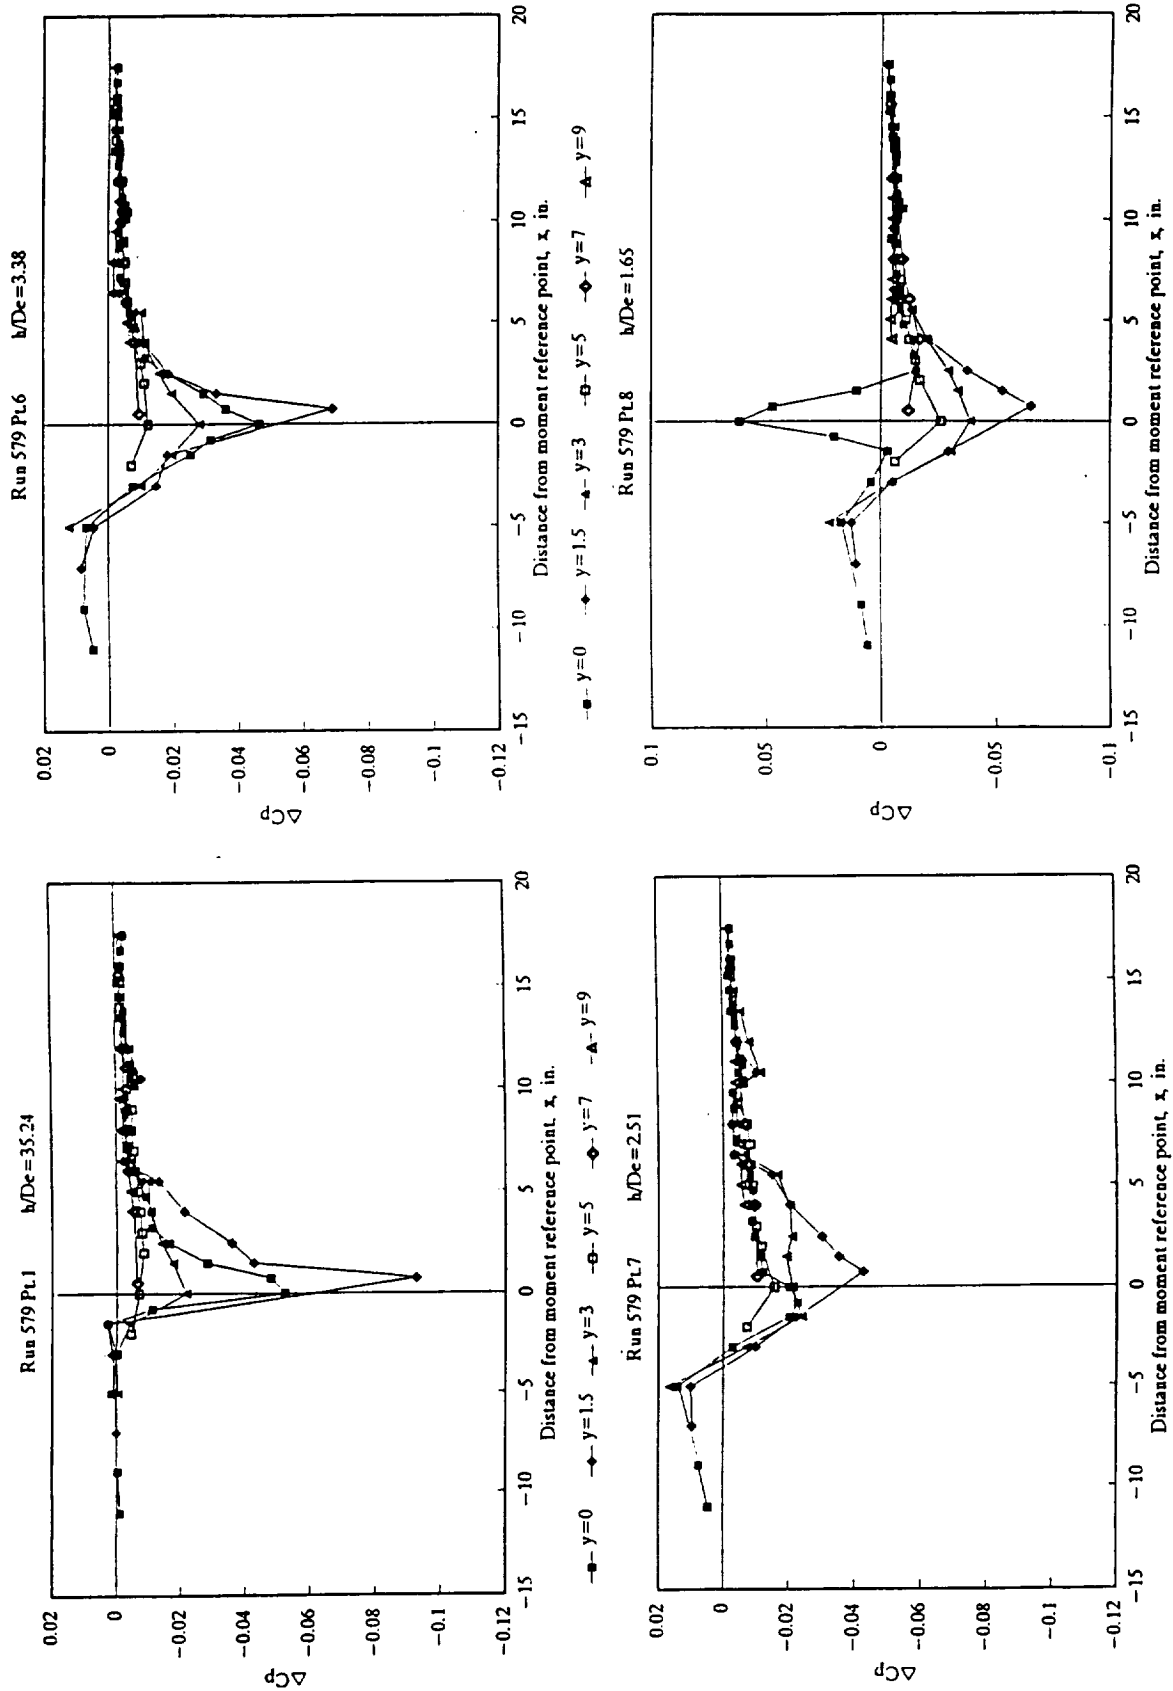 Run 579 Pt.1 h/De=35.24
0.02
0
−0.02
−0.04
−0.06
−0.08
−0.1
−0.12
ΔCp
−15 −10 −5 0 5 10 15 20
Distance from moment reference point, x, in.
Run 579 Pt.6 h/De=3.38
0.02
0
−0.02
−0.04
−0.06
−0.08
−0.1
−0.12
ΔCp
−15 −10 −5 0 5 10 15 20
Distance from moment reference point, x, in.
y=0 y=1.5 y=3 y=5 y=7 y=9
y=0 y=1.5 y=3 y=5 y=7 y=9
Run 579 Pt.7 h/De=2.51
0.02
0
−0.02
−0.04
−0.06
−0.08
−0.1
−0.12
ΔCp
−15 −10 −5 0 5 10 15 20
Distance from moment reference point, x, in.
Run 579 Pt.8 h/De=1.65
0.1
0.05
0
−0.05
−0.1
ΔCp
−15 −10 −5 0 5 10 15 20
Distance from moment reference point, x, in.